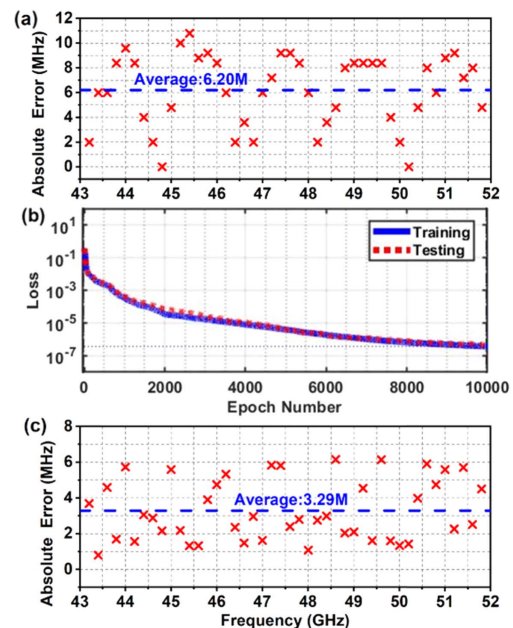 (a)
Absolute Error (MHz)
12
10
8
6
4
2
0
Average:6.20M
43 44 45 46 47 48 49 50 51 52
(b)
Loss
10^1
10^-1
10^-3
10^-5
10^-7
Training
Testing
0 2000 4000 6000 8000 10000
Epoch Number
(c)
Absolute Error (MHz)
8
6
4
2
0
Average:3.29M
43 44 45 46 47 48 49 50 51 52
Frequency (GHz)